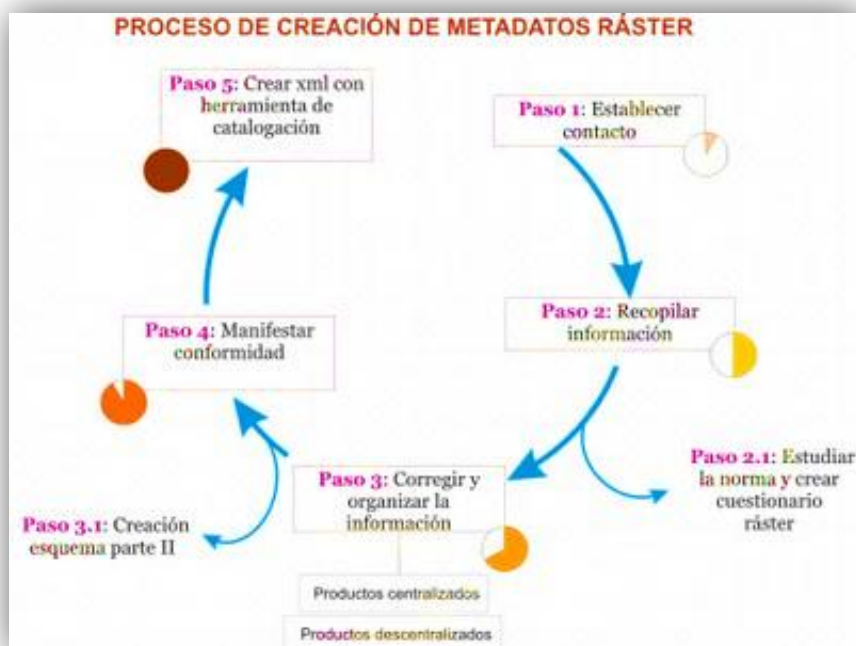 PROCESO DE CREACIÓN DE METADATOS RÁSTER
Paso 1: Establecer
contacto
Paso 2: Recopilar
información
Paso 2.1: Estudiar
la norma y crear
cuestionario
ráster
Paso 3: Corregir y
organizar la
información
Productos centralizados
Productos descentralizados
Paso 3.1: Creación
esquema parte II
Paso 4: Manifestar
conformidad
Paso 5: Crear xml con
herramienta de
catalogación